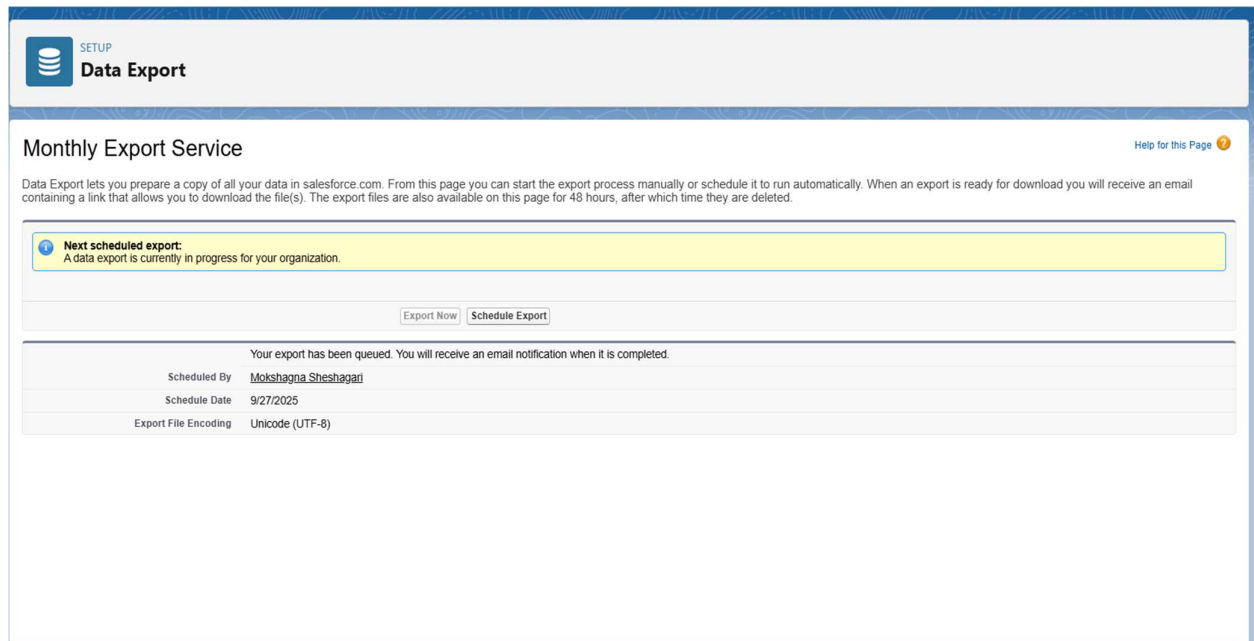 SETUP
Data Export
Monthly Export Service
Help for this Page
Data Export lets you prepare a copy of all your data in salesforce.com. From this page you can start the export process manually or schedule it to run automatically. When an export is ready for download you will receive an email
containing a link that allows you to download the file(s). The export files are also available on this page for 48 hours, after which time they are deleted.
Next scheduled export:
A data export is currently in progress for your organization.
Export Now Schedule Export
Your export has been queued. You will receive an email notification when it is completed.
Scheduled By Mokshagna Sheshagari
Schedule Date 9/27/2025
Export File Encoding Unicode (UTF-8)